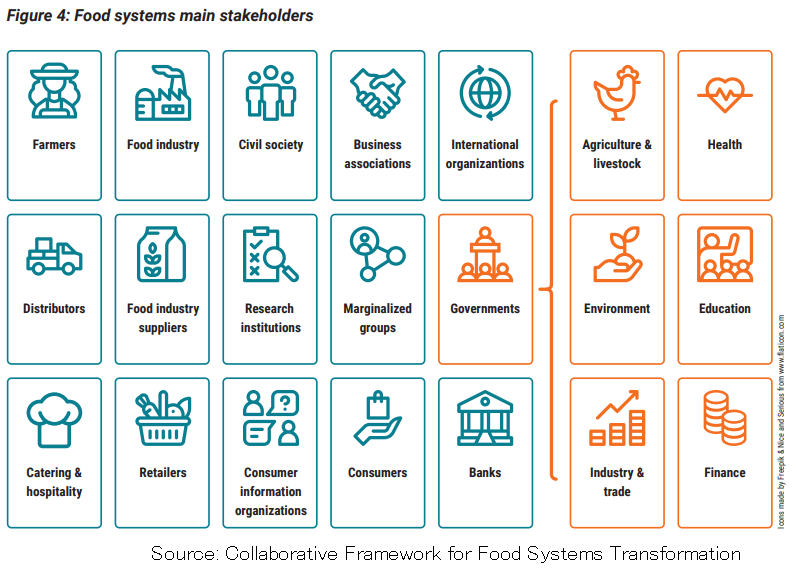 Figure 4: Food systems main stakeholders
Farmers
Food industry
Civil society
Business
associations
International
organizantions
Agriculture &
livestock
Health
Distributors
Food industry
suppliers
Research
institutions
Marginalized
groups
Governments
Environment
Education
Catering &
hospitality
Retailers
Consumer
information
organizations
Consumers
Banks
Industry &
trade
Finance
Icons made by Freepik & Nice and Serious from www.flaticon.com
Source: Collaborative Framework for Food Systems Transformation